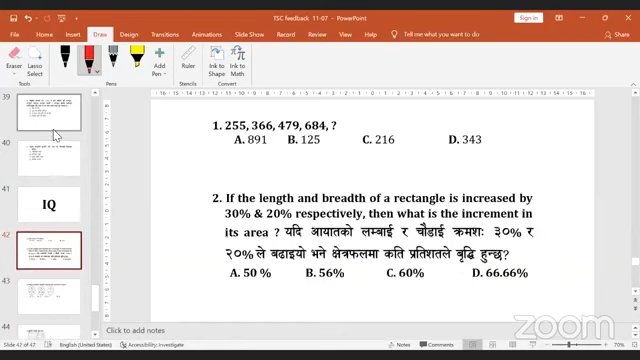 TSC feedback 11-07 - PowerPoint
Sign in
File Home Insert Draw Design Transitions Animations Slide Show Review View Help Foxit PDF Tell me what you want to do
Eraser
Lasso Select
Add Pen
Ruler
Ink to Shape
Ink to Math
Tools
Pens
Stencils
Convert
39
40
41
IQ
42
43
44
1. 255, 366, 479, 684, ?
A. 891 B. 125 C. 216 D. 343
2. If the length and breadth of a rectangle is increased by
30% & 20% respectively, then what is the increment in
its area ? यदि आयातको लम्बाई र चौडाई क्रमशः ३०% र
२०% ले बढाइयो भने क्षेत्रफलमा कति प्रतिशतले बृद्धि हुन्छ?
A. 50 % B. 56% C. 60% D. 66.66%
Click to add notes
Slide 42 of 47 English (United States) Accessibility: Investigate Notes Comments 70%
zoom